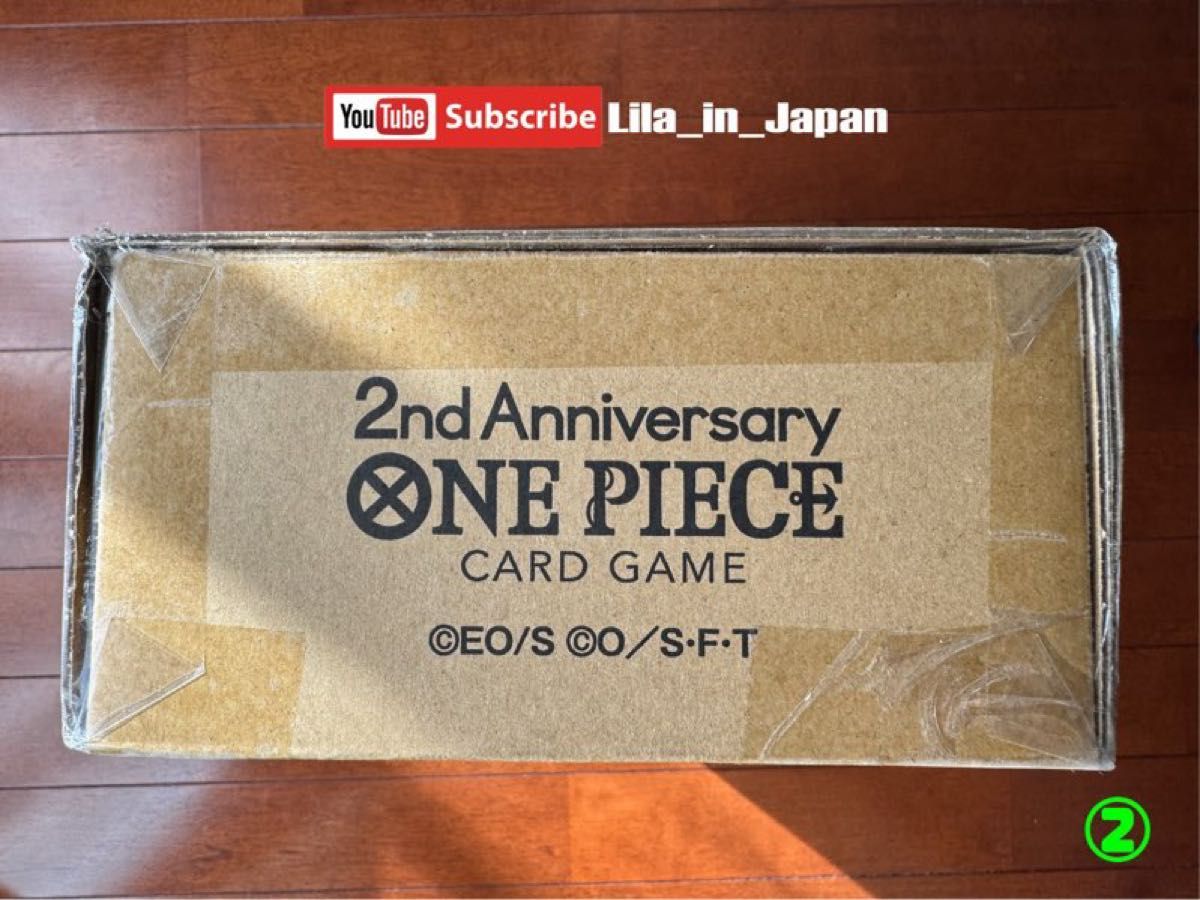 YouTube Subscribe Lila_in_Japan
2nd Anniversary
ONE PIECE
CARD GAME
©EO/S ©O/S・F・T
②